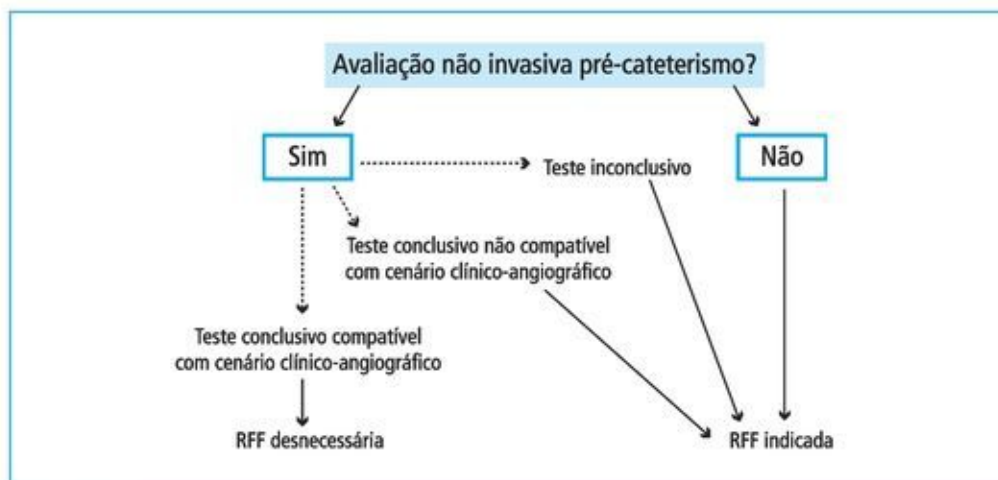 Avaliação não invasiva pré-cateterismo?
Sim
Não
Teste inconclusivo
Teste conclusivo não compatível
com cenário clínico-angiográfico
Teste conclusivo compatível
com cenário clínico-angiográfico
RFF desnecessária
RFF indicada